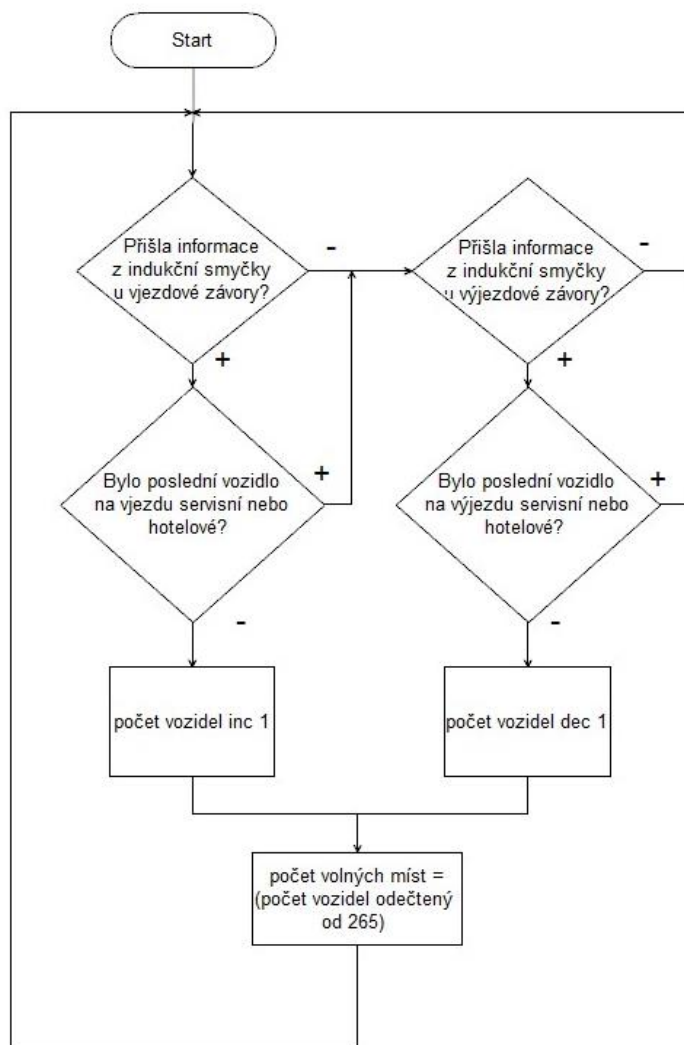 Start
Přišla informace
z indukční smyčky
u vjezdové závory?
-
+
Přišla informace
z indukční smyčky
u výjezdové závory?
-
+
Bylo poslední vozidlo
na vjezdu servisní nebo
hotelové?
+
-
Bylo poslední vozidlo
na výjezdu servisní nebo
hotelové?
+
-
počet vozidel inc 1
počet vozidel dec 1
počet volných míst =
(počet vozidel odečtený
od 265)